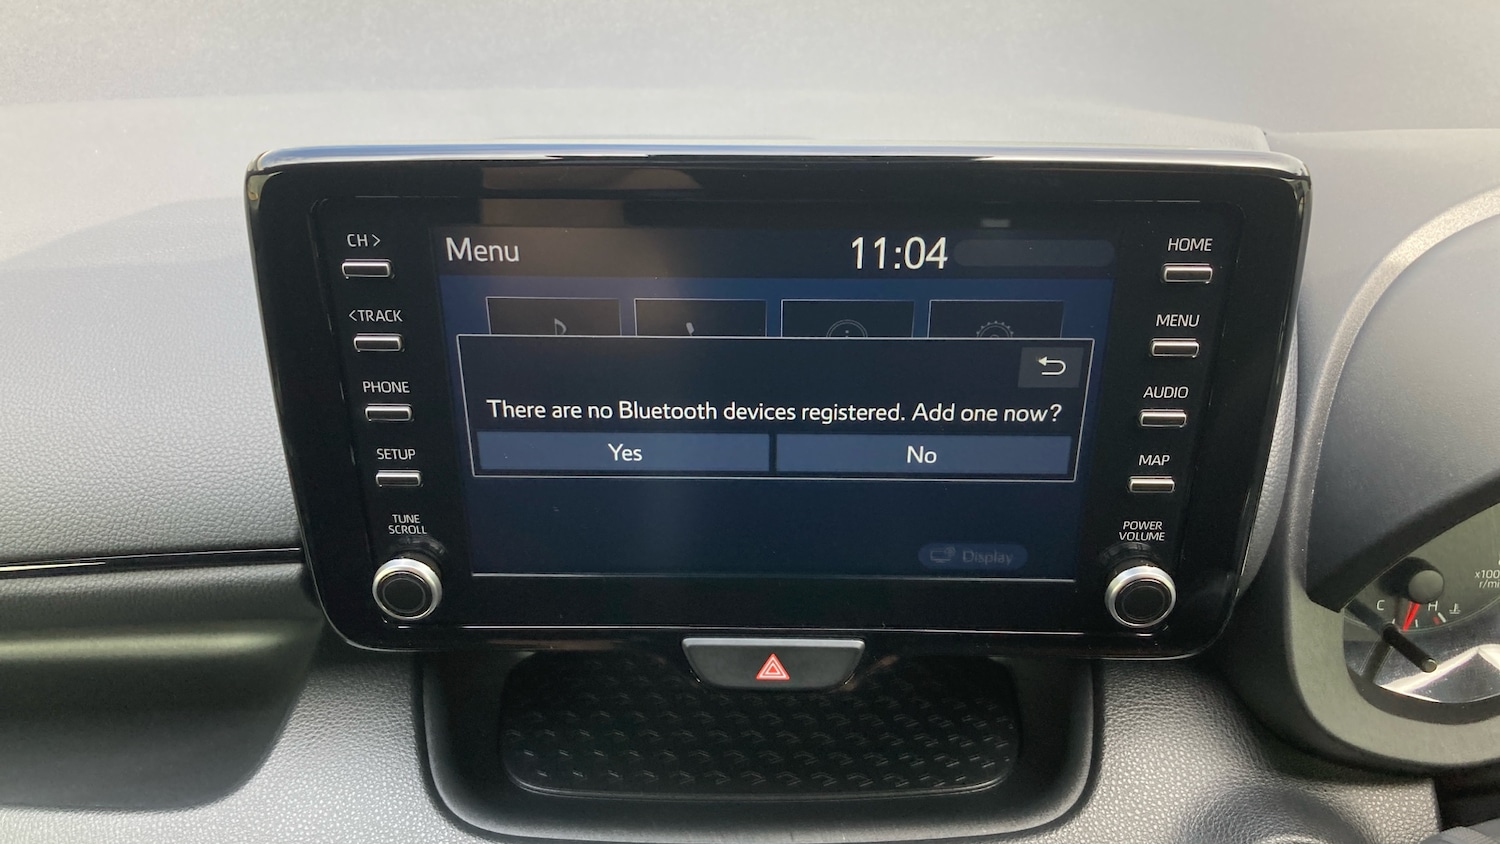 CH >
<TRACK
PHONE
SETUP
TUNE
SCROLL
Menu
11:04
There are no Bluetooth devices registered. Add one now?
Yes
No
Display
HOME
MENU
AUDIO
MAP
POWER
VOLUME
C H